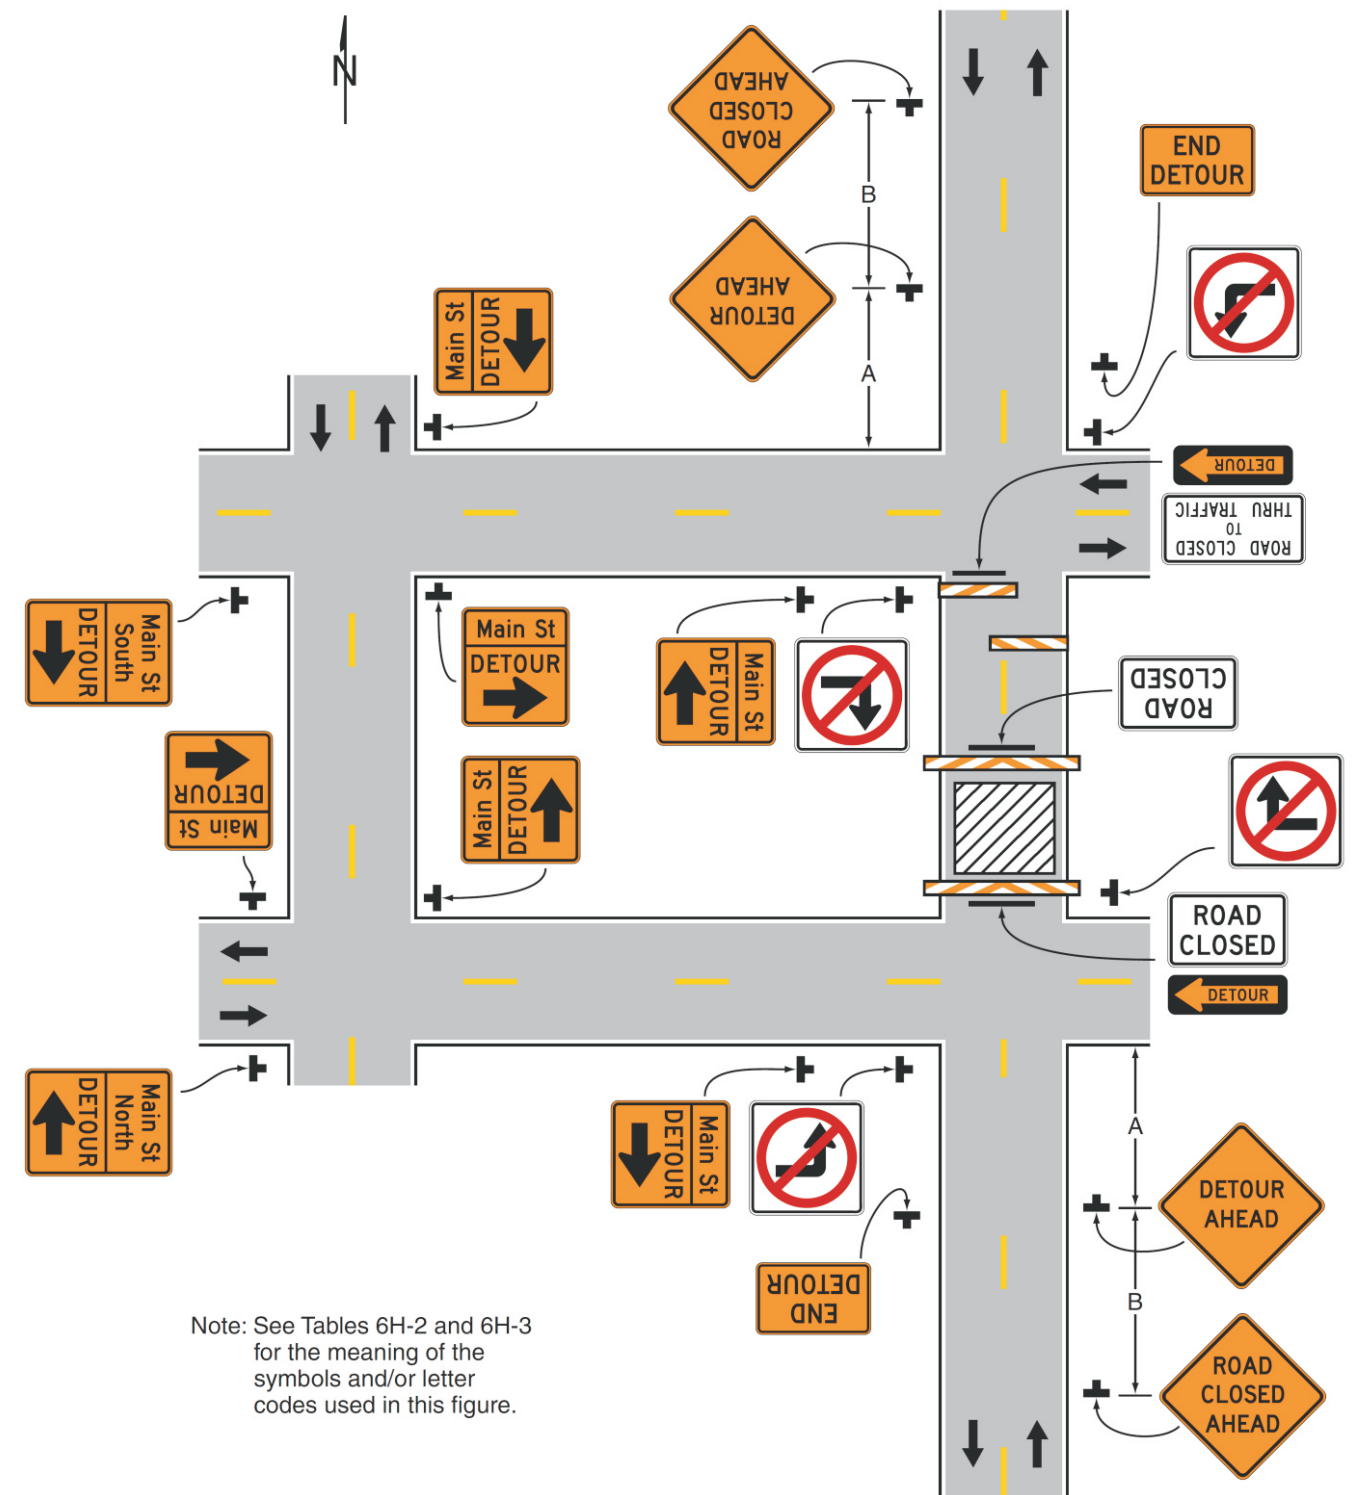 N
ROAD
CLOSED
AHEAD
B
END
DETOUR
DETOUR
AHEAD
A
Main St
DETOUR
DETOUR
ROAD CLOSED
TO
THRU TRAFFIC
Main St
South
DETOUR
Main St
DETOUR
Main St
DETOUR
ROAD
CLOSED
Main St
DETOUR
Main St
DETOUR
ROAD
CLOSED
DETOUR
Main St
North
DETOUR
Main St
DETOUR
A
DETOUR
AHEAD
END
DETOUR
B
ROAD
CLOSED
AHEAD
Note: See Tables 6H-2 and 6H-3
for the meaning of the
symbols and/or letter
codes used in this figure.